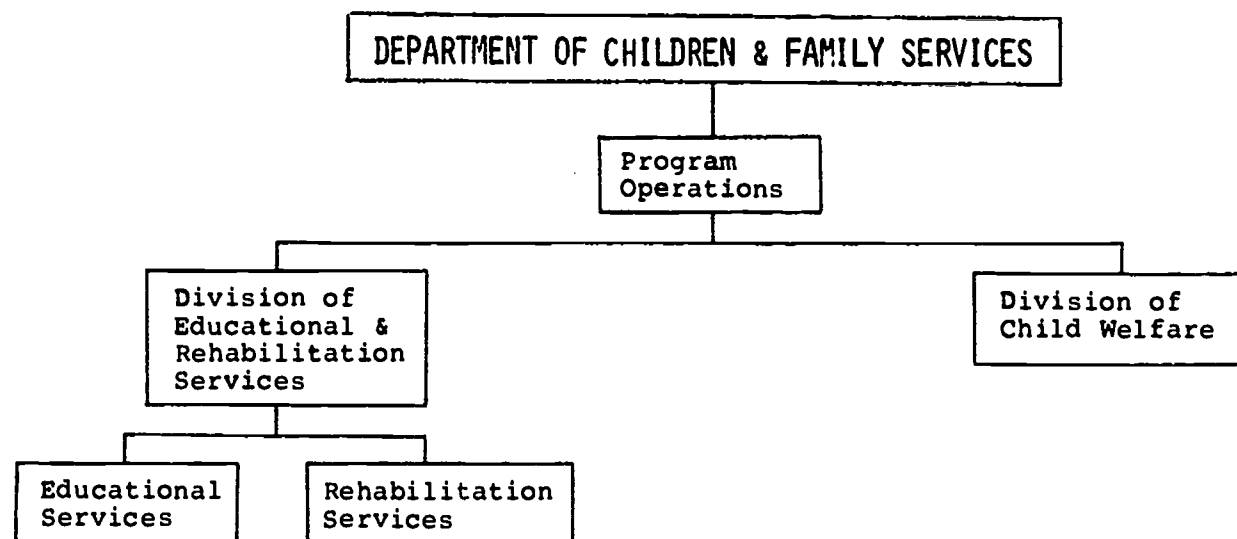 DEPARTMENT OF CHILDREN & FAMILY SERVICES
Program
Operations
Division of
Educational &
Rehabilitation
Services
Division of
Child Welfare
Educational
Services
Rehabilitation
Services